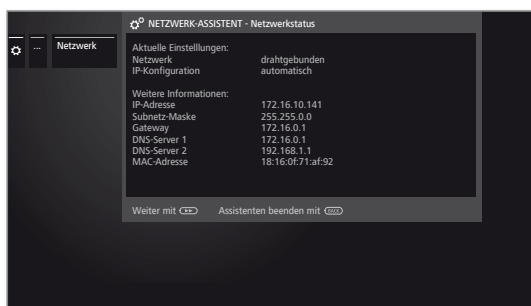 NETZWERK-ASSISTENT - Netzwerkstatus
... Netzwerk
Aktuelle Einstelllungen:
Netzwerk drahtgebunden
IP-Konfiguration automatisch
Weitere Informationen:
IP-Adresse 172.16.10.141
Subnetz-Maske 255.255.0.0
Gateway 172.16.0.1
DNS-Server 1 172.16.0.1
DNS-Server 2 192.168.1.1
MAC-Adresse 18:16:0f:71:af:92
Weiter mit Assistenten beenden mit BACK